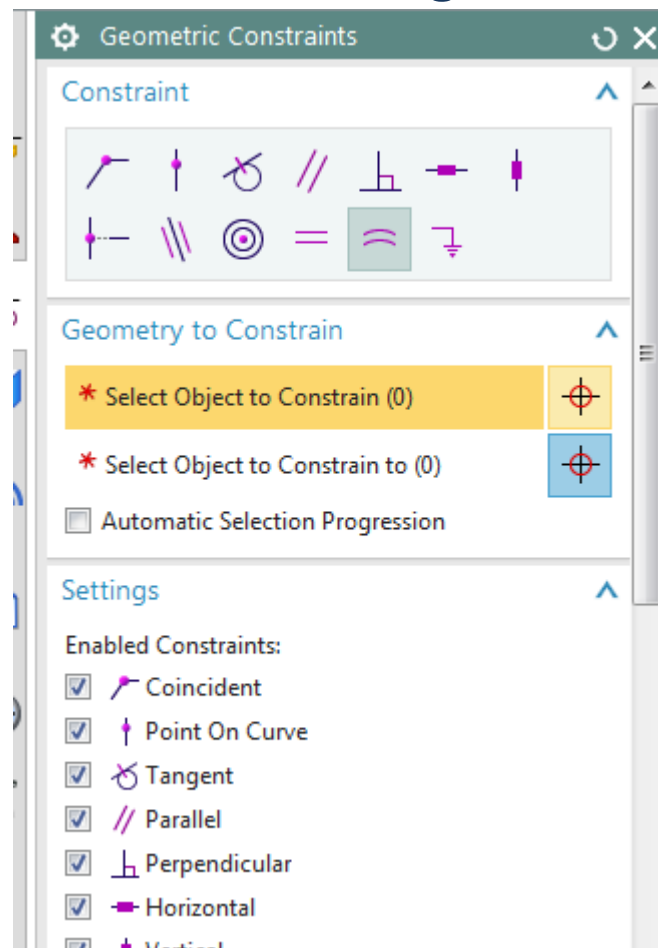 Geometric Constraints
Constraint
Geometry to Constrain
* Select Object to Constrain (0)
* Select Object to Constrain to (0)
Automatic Selection Progression
Settings
Enabled Constraints:
Coincident
Point On Curve
Tangent
Parallel
Perpendicular
Horizontal
Vertical